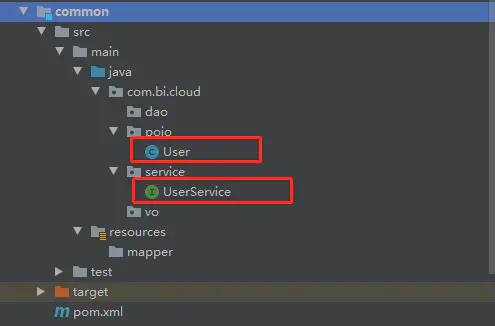 common
src
main
java
com.bi.cloud
dao
pojo
C User
service
I UserService
vo
resources
mapper
test
target
m pom.xml